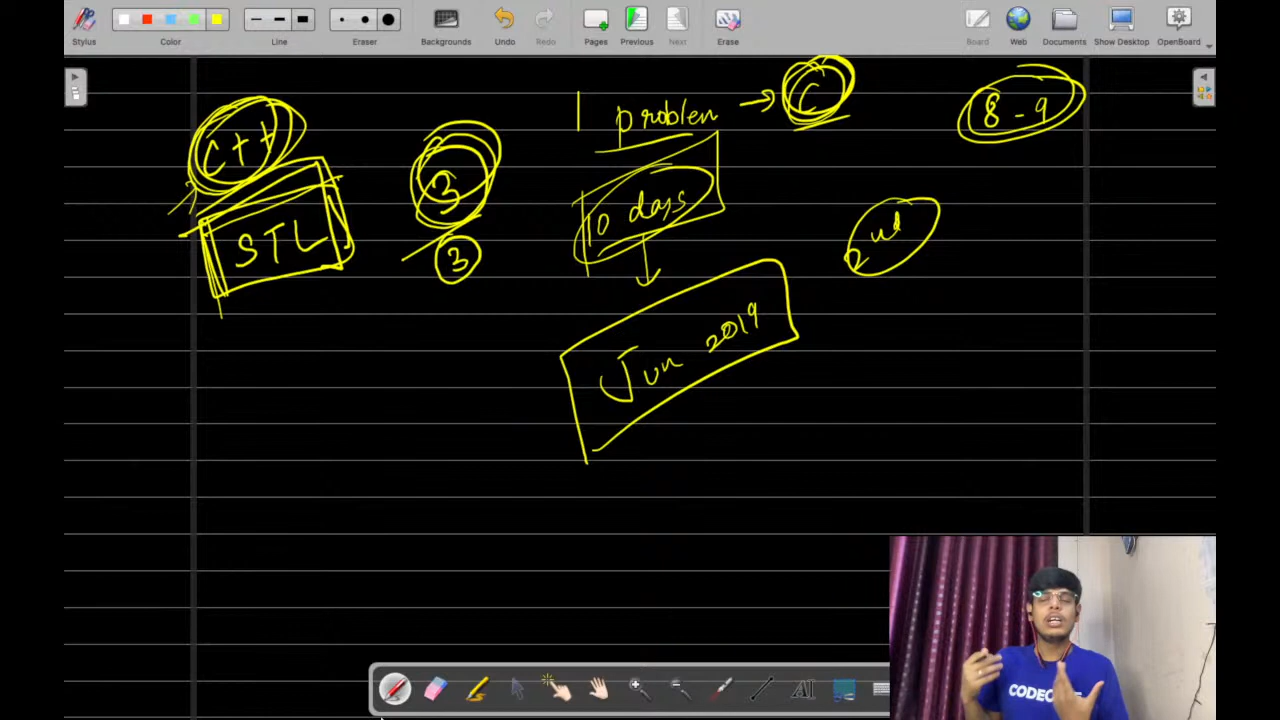 Stylus
Color
Line
Eraser
Backgrounds
Undo
Redo
Pages
Previous
Next
Erase
Board
Web
Documents
Show Desktop
OpenBoard
C++
STL
3
3
1 problem → C
10 days
Jun 2019
8-9
2nd
CODEC